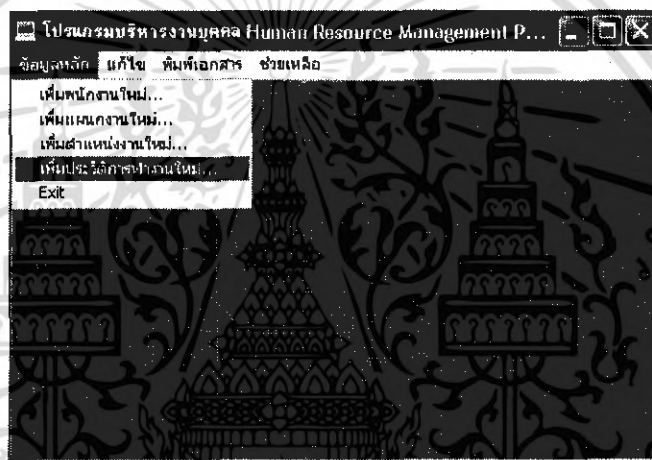 โปรแกรมบริหารงานบุคคล Human Resource Management P...
ข้อมูลหลัก แก้ไข พิมพ์เอกสาร ช่วยเหลือ
เพิ่มพนักงานใหม่...
เพิ่มแผนกงานใหม่...
เพิ่มตำแหน่งงานใหม่...
เพิ่มประวัติการทำงานใหม่...
Exit